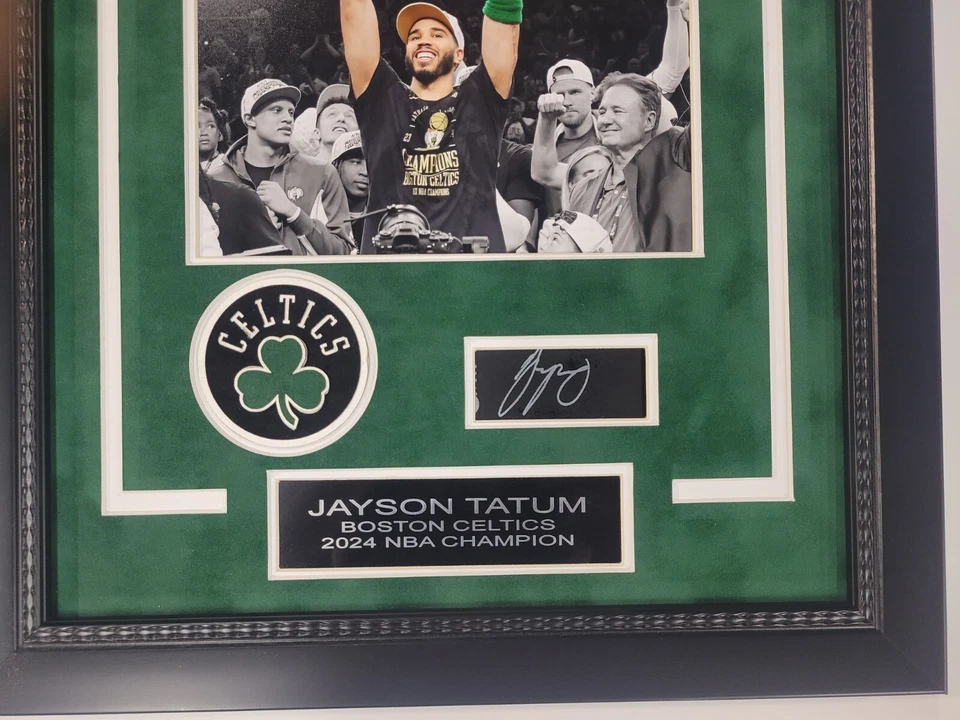 CHAMPIONS
BOSTON CELTICS
CELTICS
JAYSON TATUM
BOSTON CELTICS
2024 NBA CHAMPION